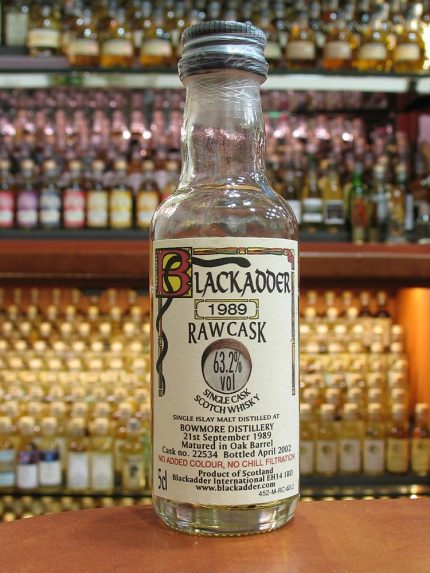 BLACKADDER
1989
RAW CASK
63.2%
vol
SINGLE CASK
SCOTCH WHISKY
SINGLE ISLAY MALT DISTILLED AT
BOWMORE DISTILLERY
21st September 1989
Matured in Oak Barrel
Cask no. 22534 Bottled April 2002
NO ADDED COLOUR, NO CHILL FILTRATION
5cl
Product of Scotland
Blackadder International EH14 1BD
www.blackadder.com